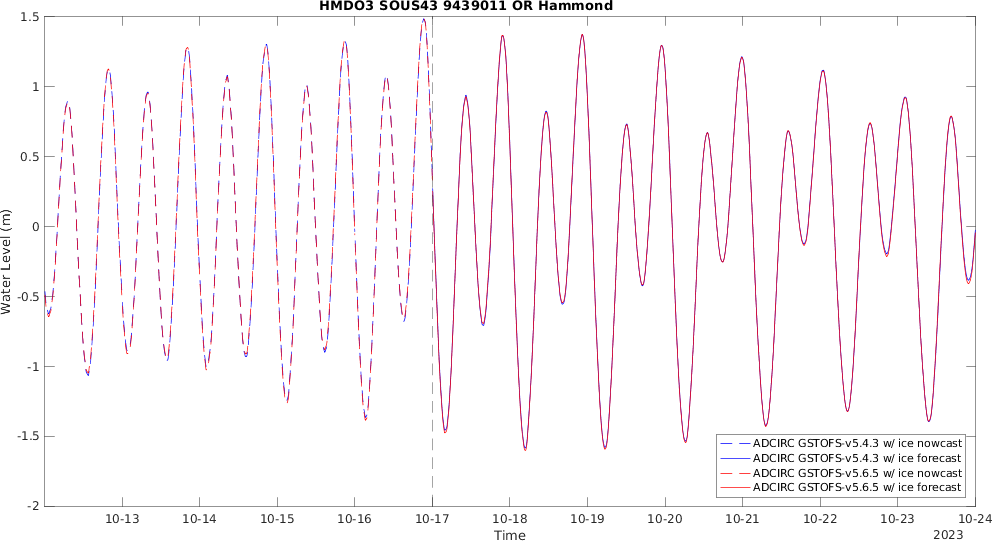 HMDO3 SOUS43 9439011 OR Hammond
1.5
1
0.5
0
-0.5
-1
-1.5
-2
Water Level (m)
10-13 10-14 10-15 10-16 10-17 10-18 10-19 10-20 10-21 10-22 10-23 10-24
Time
2023
ADCIRC GSTOFS-v5.4.3 w/ ice nowcast
ADCIRC GSTOFS-v5.4.3 w/ ice forecast
ADCIRC GSTOFS-v5.6.5 w/ ice nowcast
ADCIRC GSTOFS-v5.6.5 w/ ice forecast